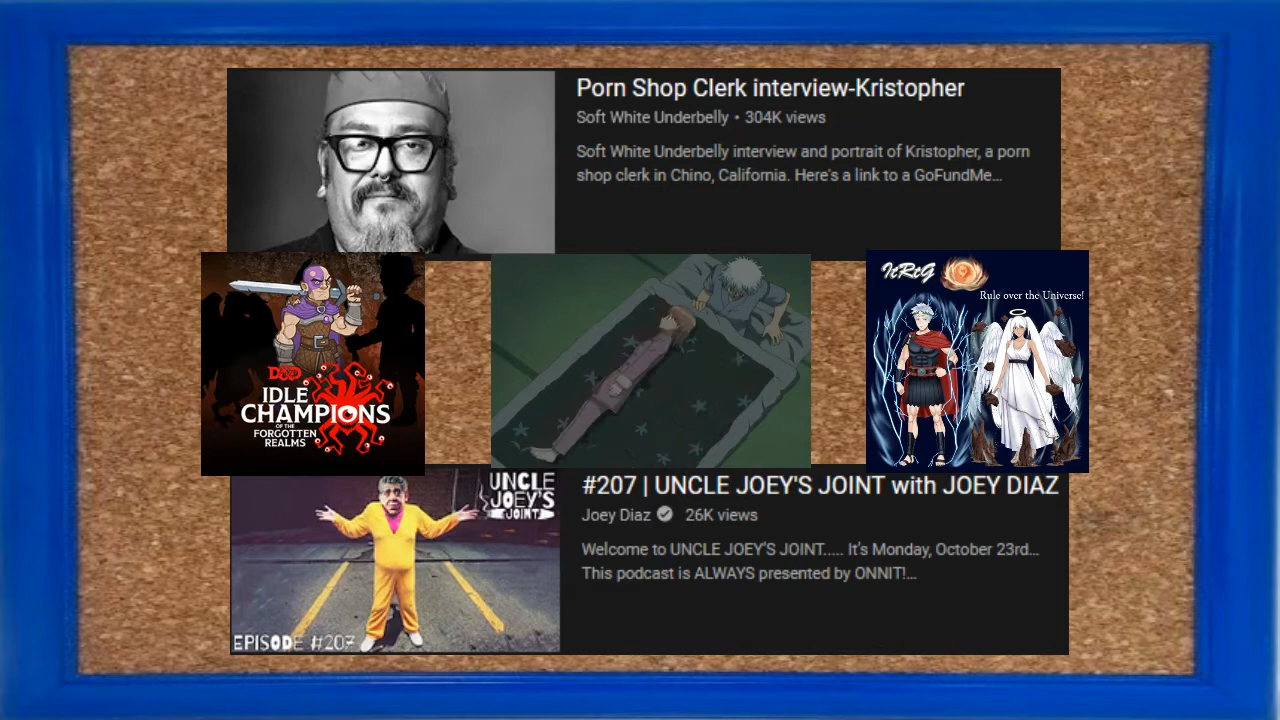 Porn Shop Clerk interview-Kristopher
Soft White Underbelly • 304K views
Soft White Underbelly interview and portrait of Kristopher, a porn
shop clerk in Chino, California. Here's a link to a GoFundMe...
D&D
IDLE
CHAMPIONS
OF THE
FORGOTTEN
REALMS
ItRtG
Rule over the Universe!
UNCLE
JOEY'S
JOINT
EPISODE #207
#207 | UNCLE JOEY'S JOINT with JOEY DIAZ
Joey Diaz 26K views
Welcome to UNCLE JOEY'S JOINT..... It's Monday, October 23rd...
This podcast is ALWAYS presented by ONNIT!...